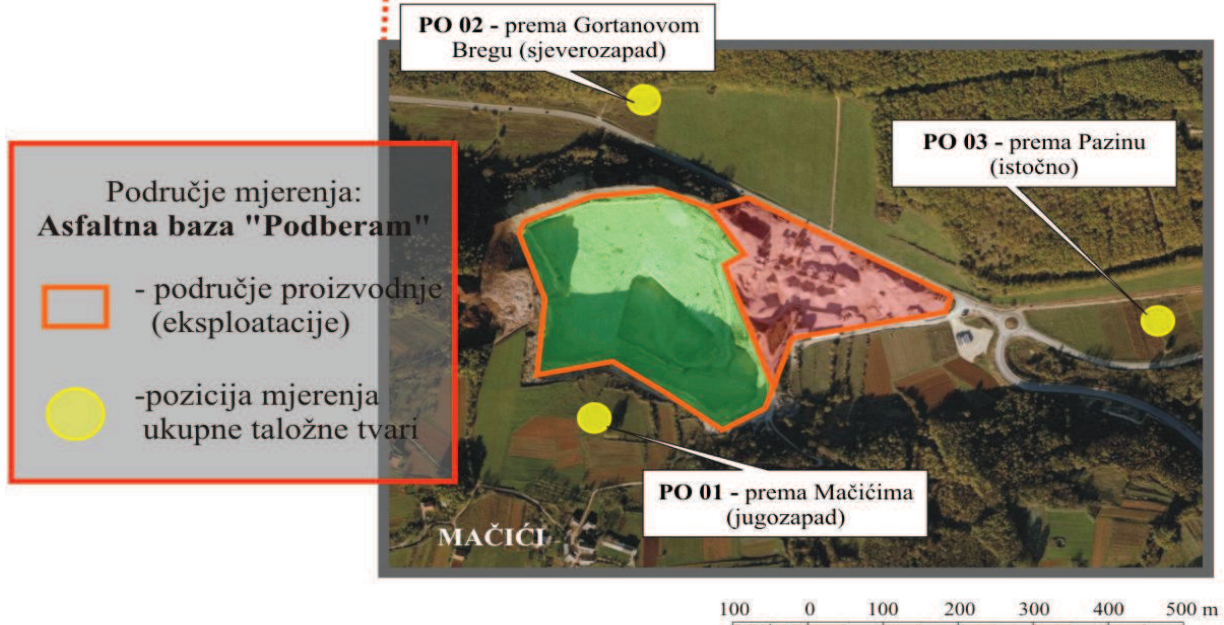 PO 02 - prema Gortanovom
Bregu (sjeverozapad)
PO 03 - prema Pazinu
(istočno)
Područje mjerenja:
Asfaltna baza "Podberam"
- područje proizvodnje
(eksploatacije)
-pozicija mjerenja
ukupne taložne tvari
PO 01 - prema Mačićima
(jugozapad)
MAČIĆI
100 0 100 200 300 400 500 m